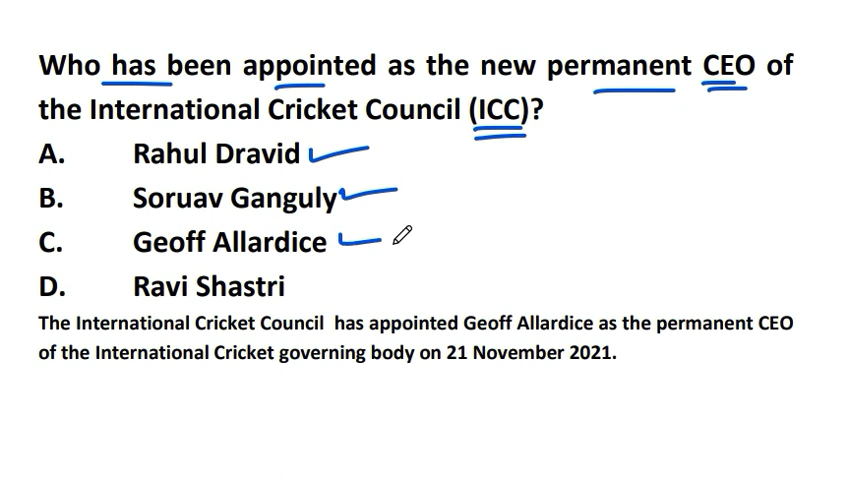 Who has been appointed as the new permanent CEO of
the International Cricket Council (ICC)?
A. Rahul Dravid
B. Soruav Ganguly
C. Geoff Allardice
D. Ravi Shastri
The International Cricket Council has appointed Geoff Allardice as the permanent CEO
of the International Cricket governing body on 21 November 2021.